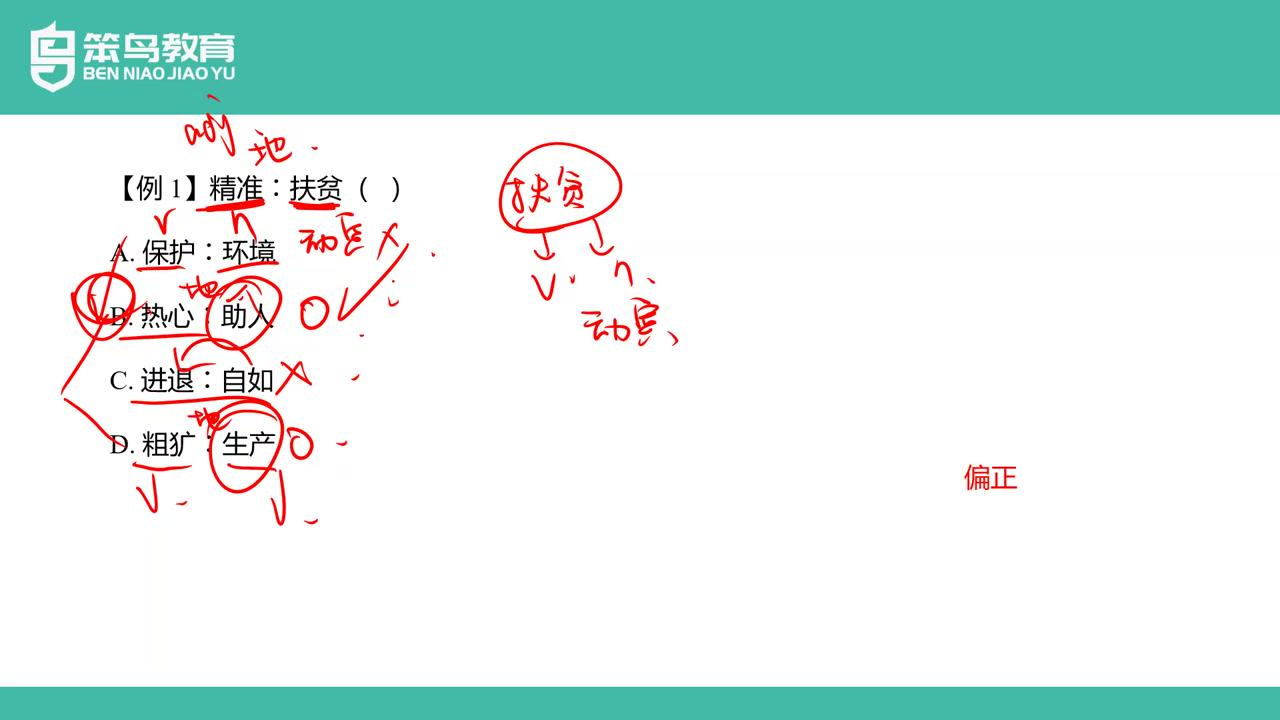 笨鸟教育
BEN NIAO JIAO YU
adj 地
【例 1】精准：扶贫（ ）
扶贫
v n
A. 保护：环境 动宾 ×
v n
地
B. 热心：助人
动宾
C. 进退：自如 ×
地
D. 粗犷：生产
偏正
v v